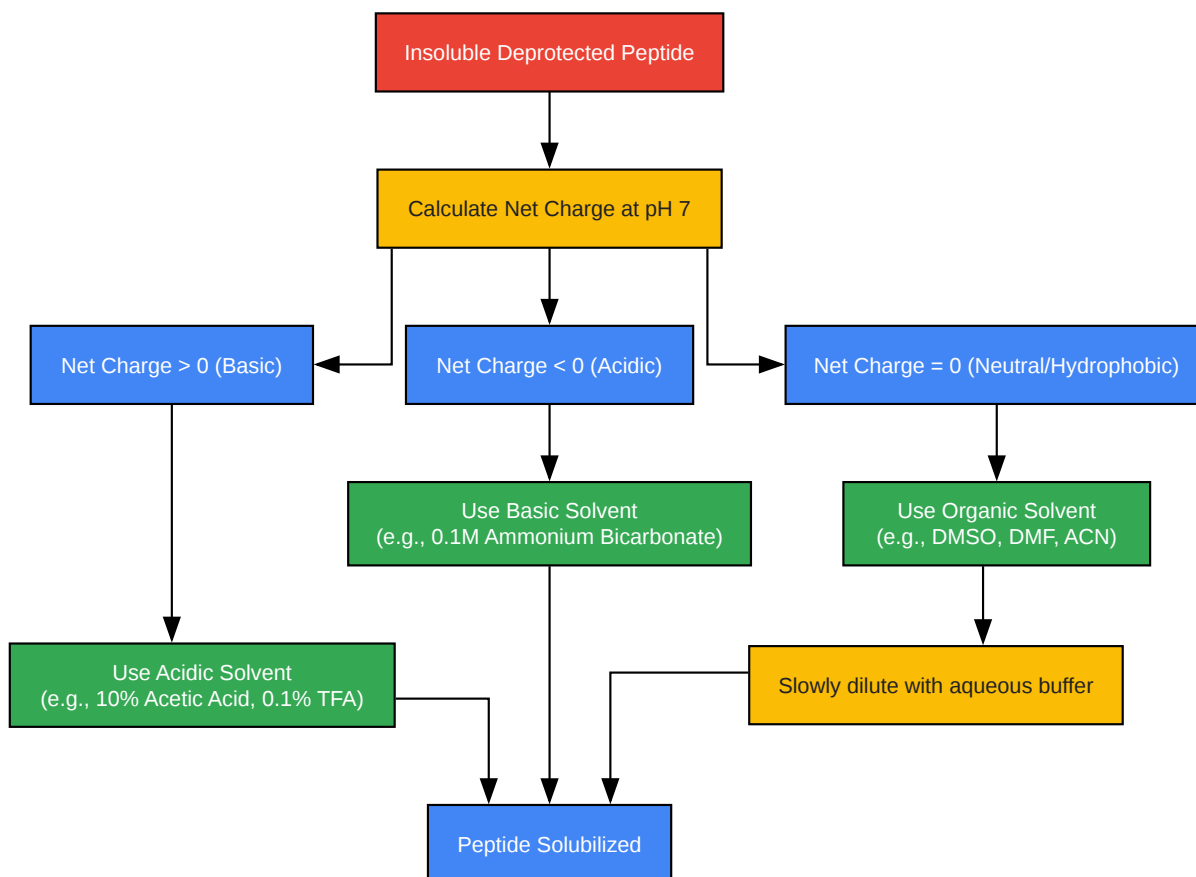 Insoluble Deprotected Peptide
Calculate Net Charge at pH 7
Net Charge > 0 (Basic)
Net Charge < 0 (Acidic)
Net Charge = 0 (Neutral/Hydrophobic)
Use Basic Solvent
(e.g., 0.1M Ammonium Bicarbonate)
Use Organic Solvent
(e.g., DMSO, DMF, ACN)
Use Acidic Solvent
(e.g., 10% Acetic Acid, 0.1% TFA)
Slowly dilute with aqueous buffer
Peptide Solubilized